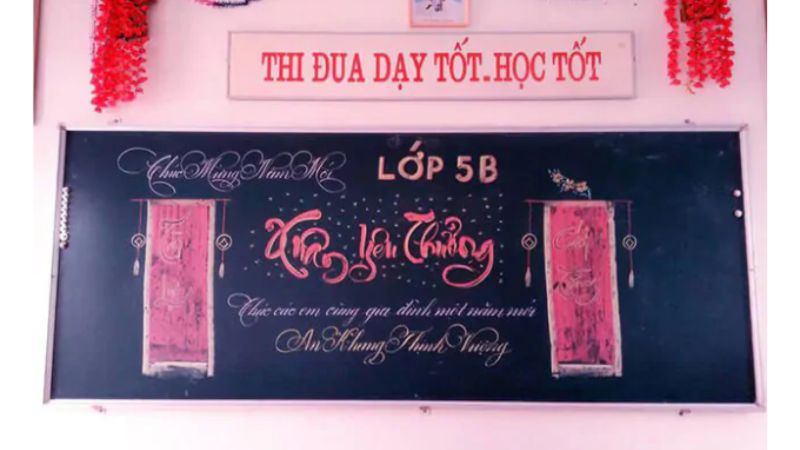 THI ĐUA DẠY TỐT - HỌC TỐT
Chúc Mừng Năm Mới
LỚP 5B
Xuân Yêu Thương
Chúc các em cùng gia đình một năm mới
An Khang Thịnh Vượng